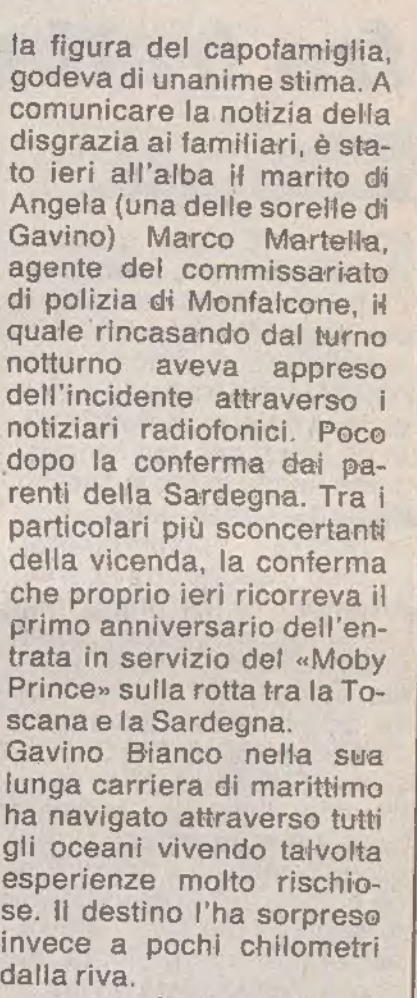 la figura del capofamiglia,
godeva di unanime stima. A
comunicare la notizia della
disgrazia ai familiari, è sta-
to ieri all'alba il marito di
Angela (una delle sorelle di
Gavino) Marco Martella,
agente del commissariato
di polizia di Monfalcone, il
quale rincasando dal turno
notturno aveva appreso
dell'incidente attraverso i
notiziari radiofonici. Poco
dopo la conferma dai pa-
renti della Sardegna. Tra i
particolari più sconcertanti
della vicenda, la conferma
che proprio ieri ricorreva il
primo anniversario dell'en-
trata in servizio del «Moby
Prince» sulla rotta tra la To-
scana e la Sardegna.
Gavino Bianco nella sua
lunga carriera di marittimo
ha navigato attraverso tutti
gli oceani vivendo talvolta
esperienze molto rischio-
se. Il destino l'ha sorpreso
invece a pochi chilometri
dalla riva.